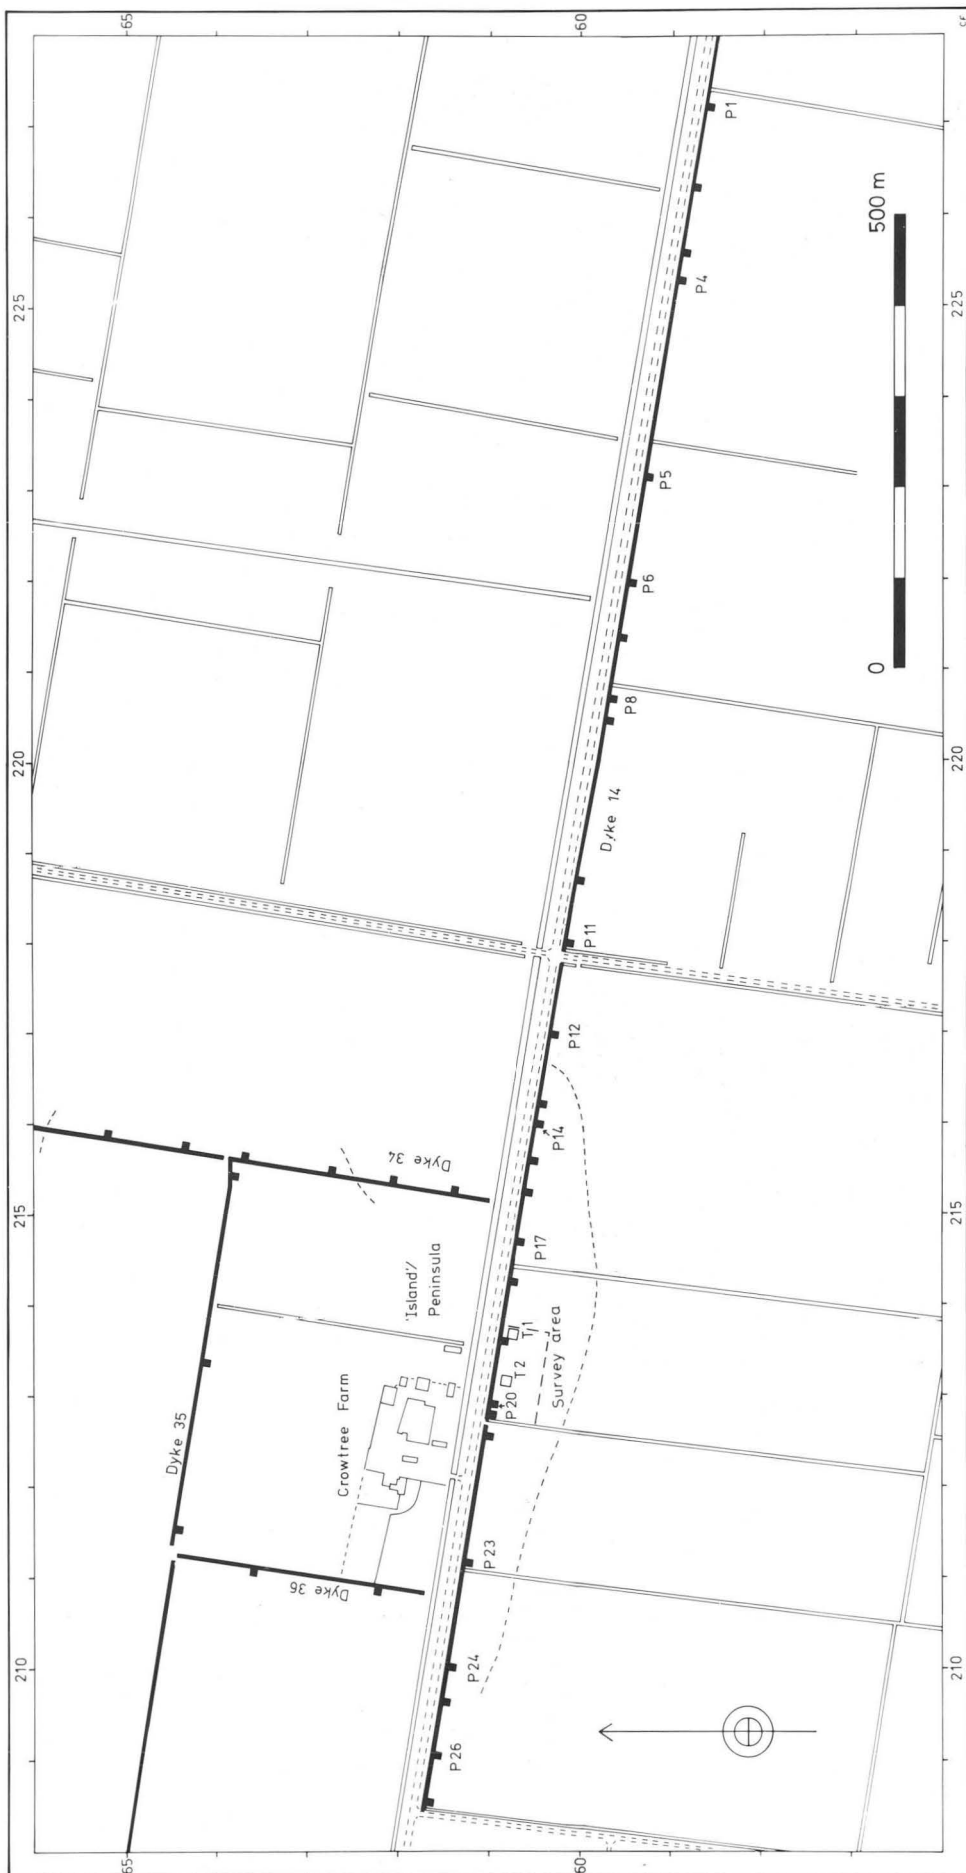 65
60
225
220
215
210
225
220
215
210
65
60
500 m
0
P1
P4
P5
P6
P8
Dyke 14
P11
P12
P14
P17
T1
T2
P20
Survey area
P23
P24
P26
Dyke 34
'Island'/
Peninsula
Crowtree Farm
Dyke 35
Dyke 36